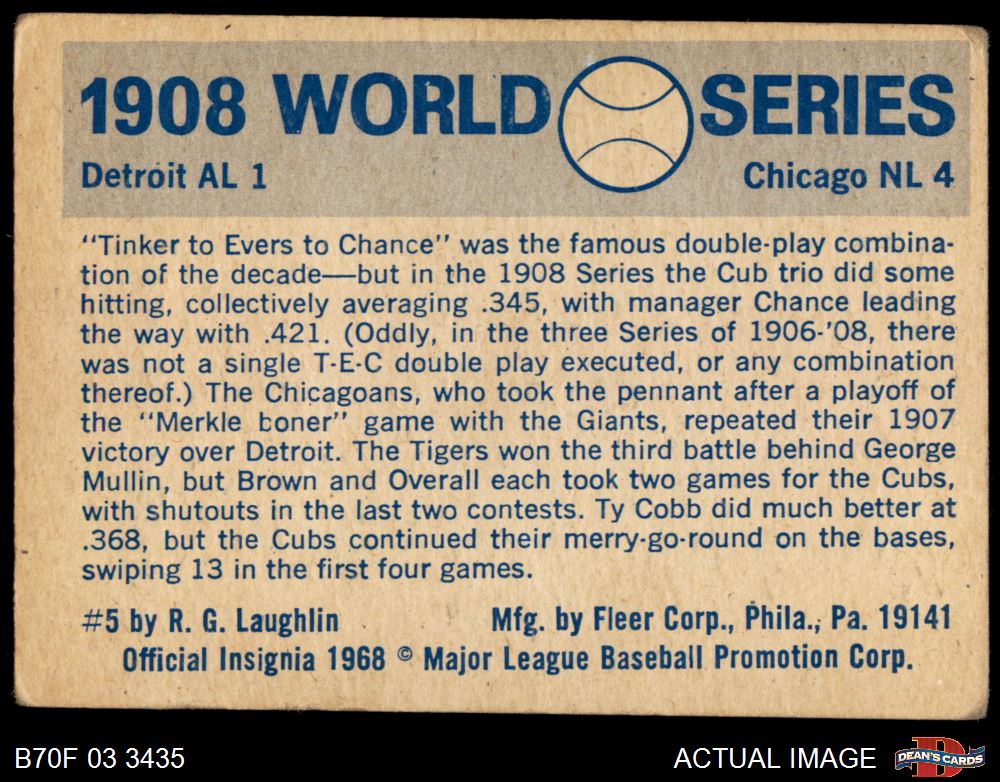 1908 WORLD SERIES
Detroit AL 1 Chicago NL 4
"Tinker to Evers to Chance" was the famous double-play combina-
tion of the decade—but in the 1908 Series the Cub trio did some
hitting, collectively averaging .345, with manager Chance leading
the way with .421. (Oddly, in the three Series of 1906-'08, there
was not a single T-E-C double play executed, or any combination
thereof.) The Chicagoans, who took the pennant after a playoff of
the "Merkle boner" game with the Giants, repeated their 1907
victory over Detroit. The Tigers won the third battle behind George
Mullin, but Brown and Overall each took two games for the Cubs,
with shutouts in the last two contests. Ty Cobb did much better at
.368, but the Cubs continued their merry-go-round on the bases,
swiping 13 in the first four games.
#5 by R. G. Laughlin Mfg. by Fleer Corp., Phila., Pa. 19141
Official Insignia 1968 © Major League Baseball Promotion Corp.
B70F 03 3435 ACTUAL IMAGE D DEAN'S CARDS